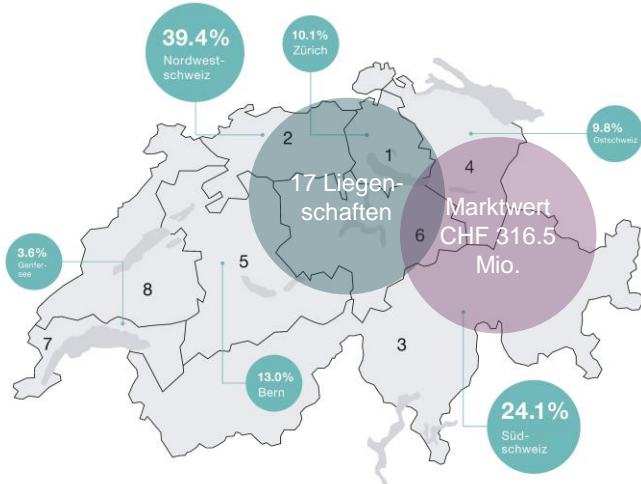 39.4%
Nordwest-
schweiz
10.1%
Zürich
9.8%
Ostschweiz
2
1
4
17 Liegen-
schaften
Marktwert
CHF 316.5
Mio.
6
3.6%
Genfer-
see
5
8
7
3
13.0%
Bern
24.1%
Süd-
schweiz